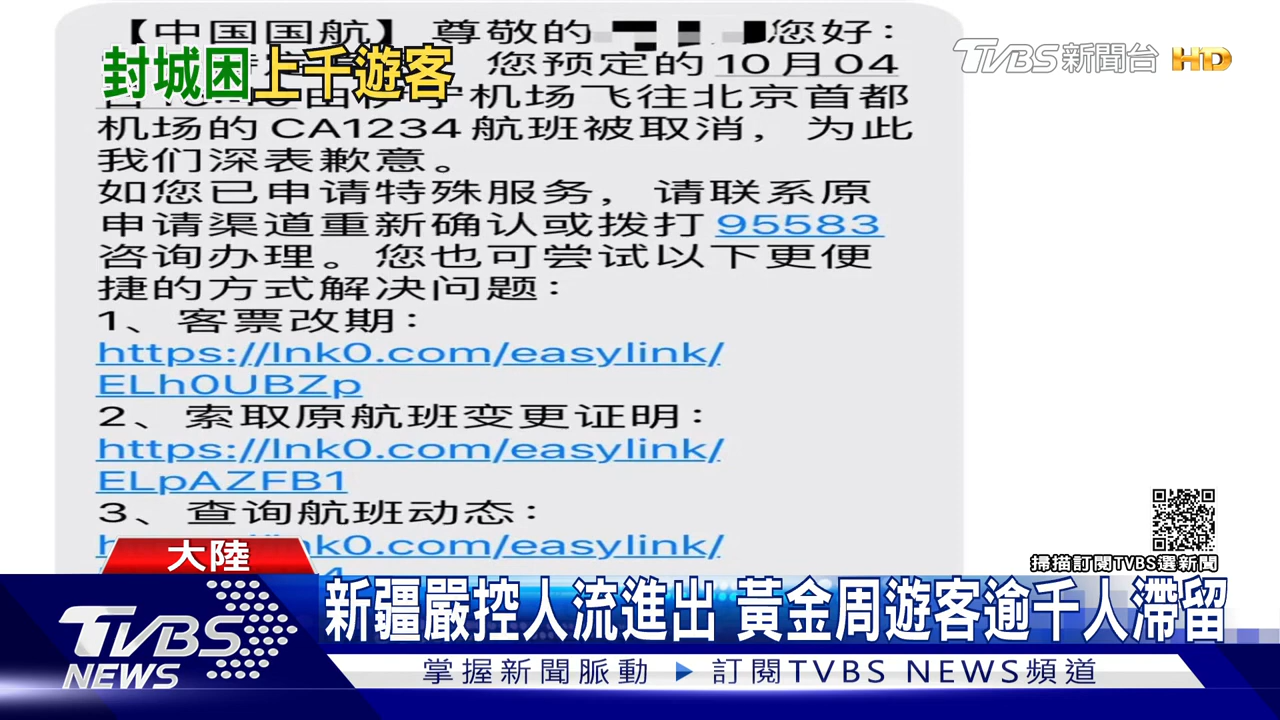 【中国国航】尊敬的 您好：
您预定的10月04
机场飞往北京首都
机场的CA1234航班被取消，为此
我们深表歉意。
如您已申请特殊服务，请联系原
申请渠道重新确认或拨打95583
咨询办理。您也可尝试以下更便
捷的方式解决问题：
1、客票改期：
https://lnk0.com/easylink/
ELh0UBZp
2、索取原航班变更证明：
https://lnk0.com/easylink/
ELpAZFB1
3、查询航班动态：
nk0.com/easylink/
封城困上千遊客
TVBS新聞台 HD
掃描訂閱TVBS選新聞
大陸
新疆嚴控人流進出 黃金周遊客逾千人滯留
TVBS
NEWS
掌握新聞脈動 ▶ 訂閱TVBS NEWS頻道